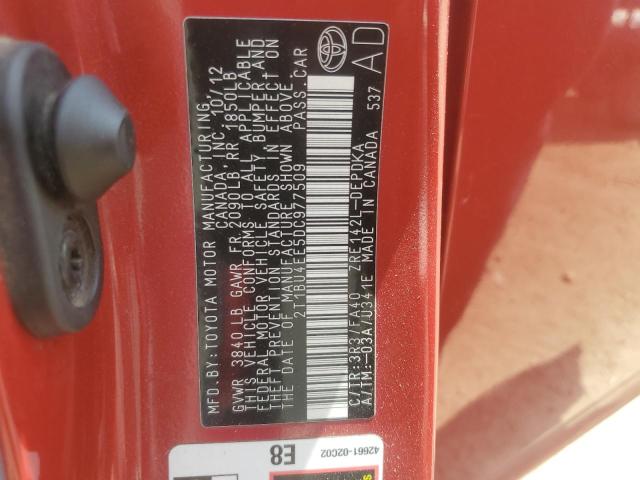 MFD.BY:TOYOTA MOTOR MANUFACTURING,
CANADA, INC. 10/12
GVWR 3840 LB GAWR FR 2090LB RR 1850LB
THIS VEHICLE CONFORMS TO ALL APPLICABLE
FEDERAL MOTOR VEHICLE SAFETY, BUMPER AND
THEFT PREVENTION STANDARDS IN EFFECT ON
THE DATE OF MANUFACTURE SHOWN ABOVE.
2T1BU4EE5DC977509 PASS. CAR
C/TR:3R3/FA40 ZRE142L-DEPDKA
A/TM:-03A/U341E MADE IN CANADA 537
AD
42661-02C02
E8